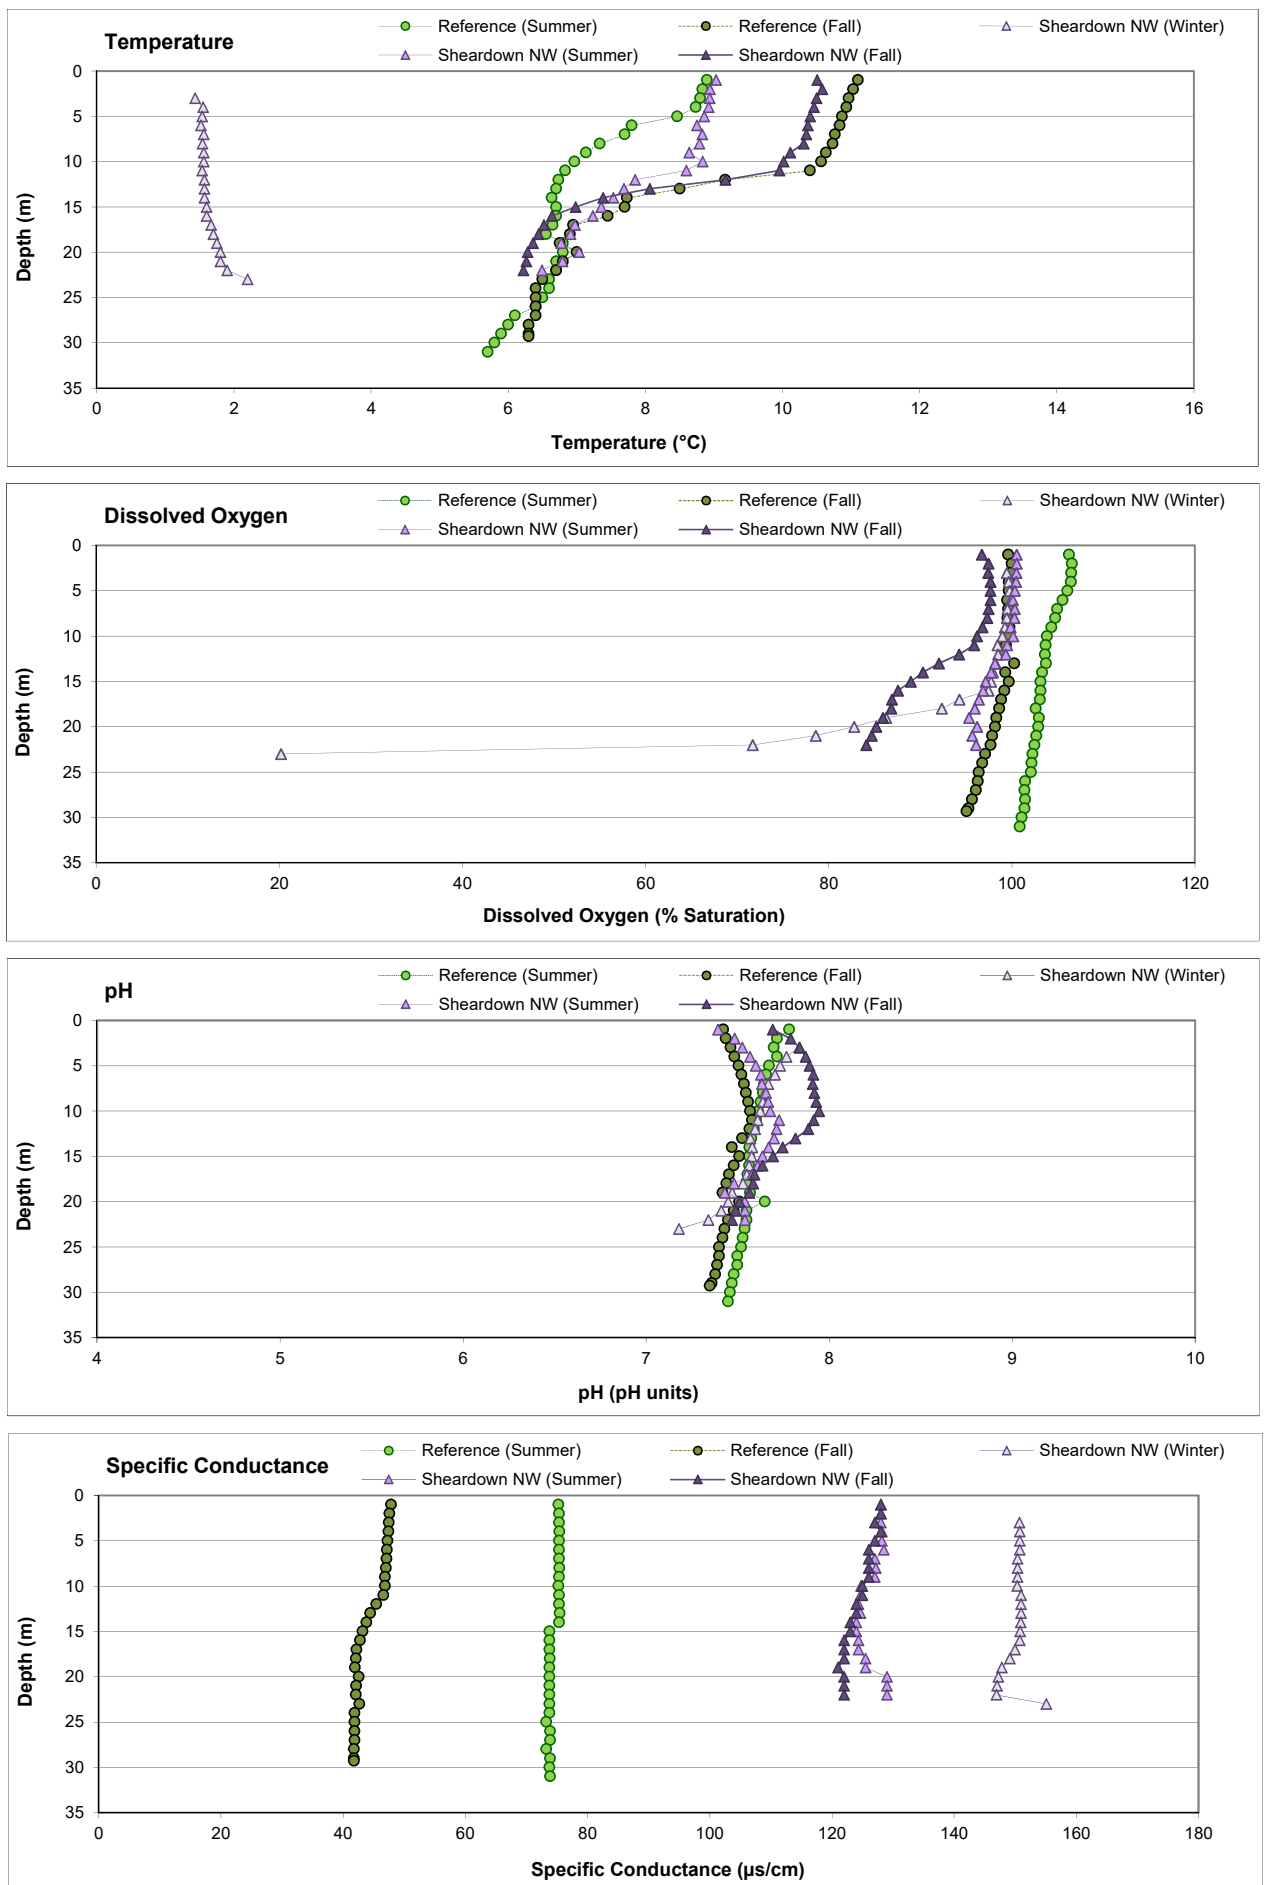 Temperature
Reference (Summer)
Reference (Fall)
Sheardown NW (Winter)
Sheardown NW (Summer)
Sheardown NW (Fall)
0
5
10
15
20
25
30
35
Depth (m)
0 2 4 6 8 10 12 14 16
Temperature (°C)
Dissolved Oxygen
Reference (Summer)
Reference (Fall)
Sheardown NW (Winter)
Sheardown NW (Summer)
Sheardown NW (Fall)
0
5
10
15
20
25
30
35
Depth (m)
0 20 40 60 80 100 120
Dissolved Oxygen (% Saturation)
pH
Reference (Summer)
Reference (Fall)
Sheardown NW (Winter)
Sheardown NW (Summer)
Sheardown NW (Fall)
0
5
10
15
20
25
30
35
Depth (m)
4 5 6 7 8 9 10
pH (pH units)
Specific Conductance
Reference (Summer)
Reference (Fall)
Sheardown NW (Winter)
Sheardown NW (Summer)
Sheardown NW (Fall)
0
5
10
15
20
25
30
35
Depth (m)
0 20 40 60 80 100 120 140 160 180
Specific Conductance (µs/cm)